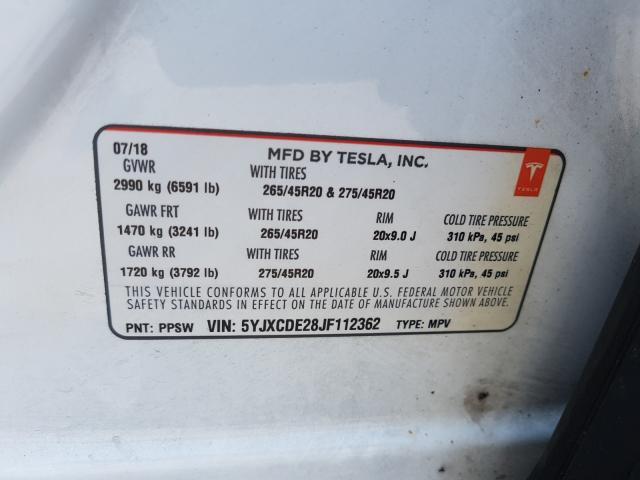 07/18 MFD BY TESLA, INC.
GVWR WITH TIRES
2990 kg (6591 lb) 265/45R20 & 275/45R20
TESLA
GAWR FRT WITH TIRES RIM COLD TIRE PRESSURE
1470 kg (3241 lb) 265/45R20 20x9.0 J 310 kPa, 45 psi
GAWR RR WITH TIRES RIM COLD TIRE PRESSURE
1720 kg (3792 lb) 275/45R20 20x9.5 J 310 kPa, 45 psi
THIS VEHICLE CONFORMS TO ALL APPLICABLE U.S. FEDERAL MOTOR VEHICLE
SAFETY STANDARDS IN EFFECT ON THE DATE OF MANUFACTURE SHOWN ABOVE.
PNT: PPSW VIN: 5YJXCDE28JF112362 TYPE: MPV